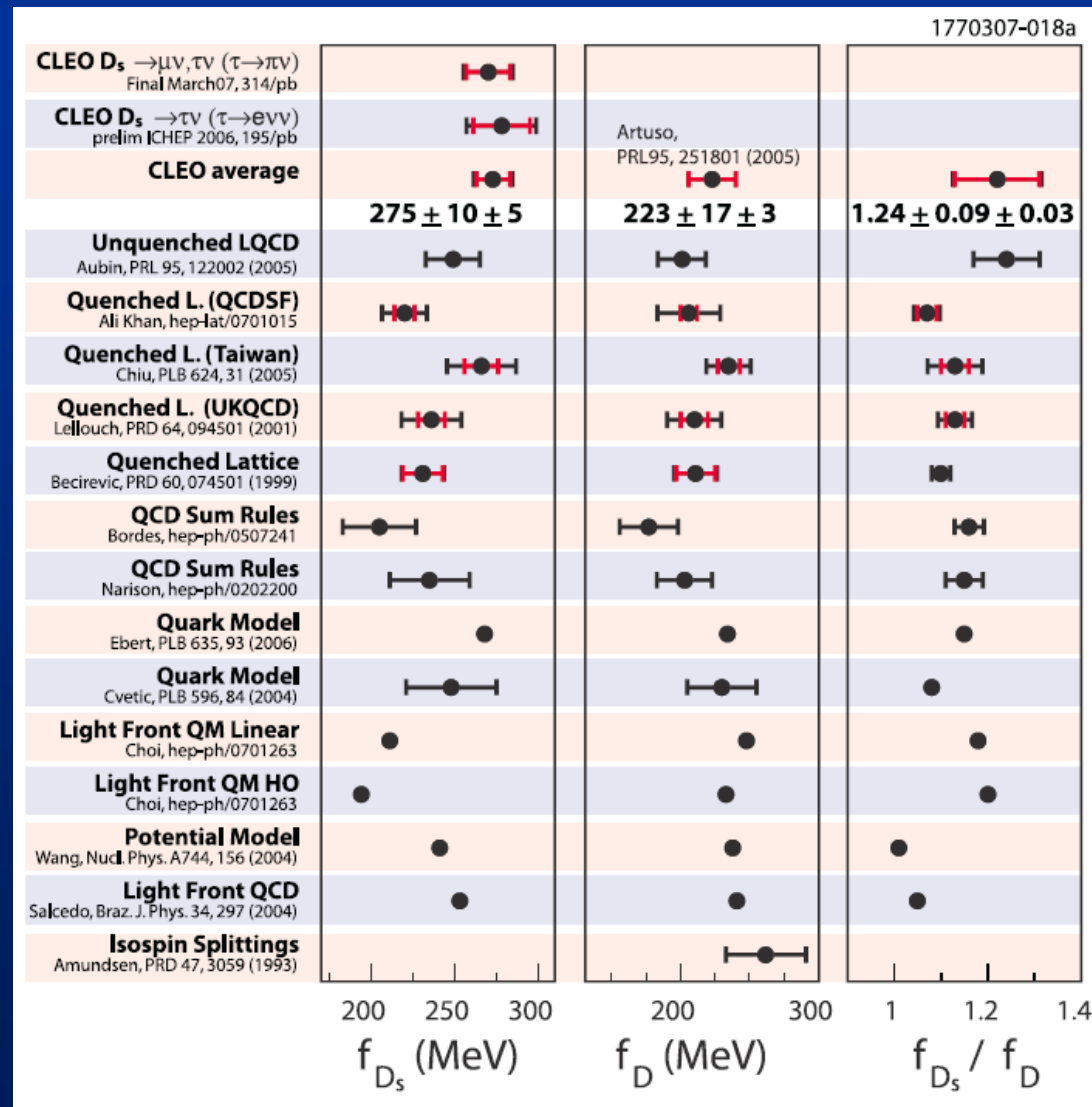 1770307-018a
CLEO Dₛ →μν,τν (τ→πν)
Final March07, 314/pb
CLEO Dₛ →τν (τ→eνν)
prelim ICHEP 2006, 195/pb
Artuso,
PRL95, 251801 (2005)
CLEO average
275 ± 10 ± 5
223 ± 17 ± 3
1.24 ± 0.09 ± 0.03
Unquenched LQCD
Aubin, PRL 95, 122002 (2005)
Quenched L. (QCDSF)
Ali Khan, hep-lat/0701015
Quenched L. (Taiwan)
Chiu, PLB 624, 31 (2005)
Quenched L. (UKQCD)
Lellouch, PRD 64, 094501 (2001)
Quenched Lattice
Becirevic, PRD 60, 074501 (1999)
QCD Sum Rules
Bordes, hep-ph/0507241
QCD Sum Rules
Narison, hep-ph/0202200
Quark Model
Ebert, PLB 635, 93 (2006)
Quark Model
Cvetic, PLB 596, 84 (2004)
Light Front QM Linear
Choi, hep-ph/0701263
Light Front QM HO
Choi, hep-ph/0701263
Potential Model
Wang, Nucl. Phys. A744, 156 (2004)
Light Front QCD
Salcedo, Braz. J. Phys. 34, 297 (2004)
Isospin Splittings
Amundsen, PRD 47, 3059 (1993)
200 250 300
200 300
1 1.2 1.4
f_Dₛ (MeV)
f_D (MeV)
f_Dₛ / f_D